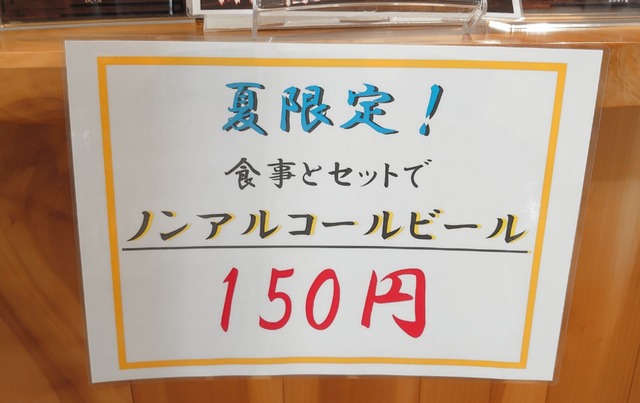 夏限定！
食事とセットで
ノンアルコールビール
150円